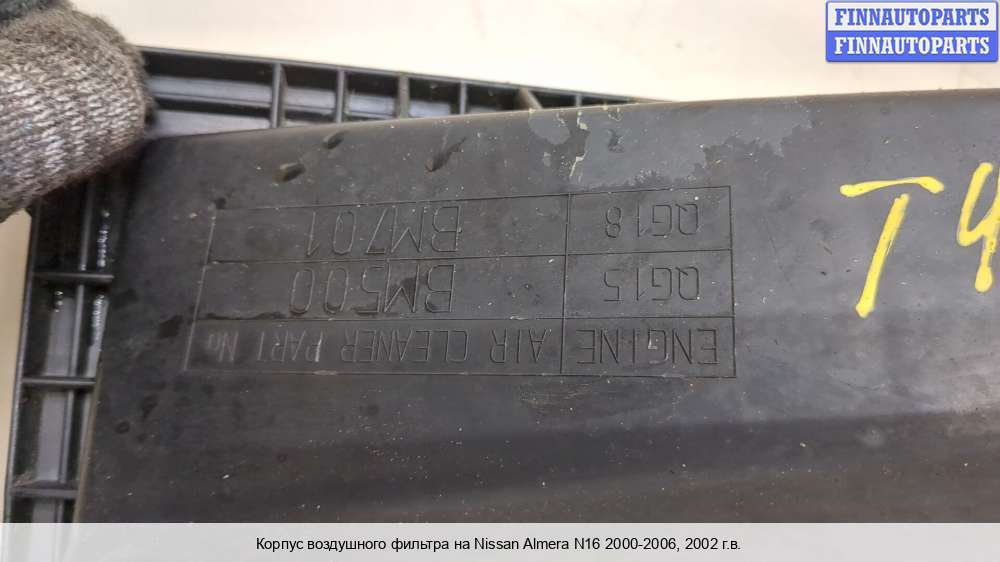 FINNAUTOPARTS
FINNAUTOPARTS
T4
ENGINE AIR CLEANER PART No
QG15 BM500
QG18 BM701
Корпус воздушного фильтра на Nissan Almera N16 2000-2006, 2002 г.в.